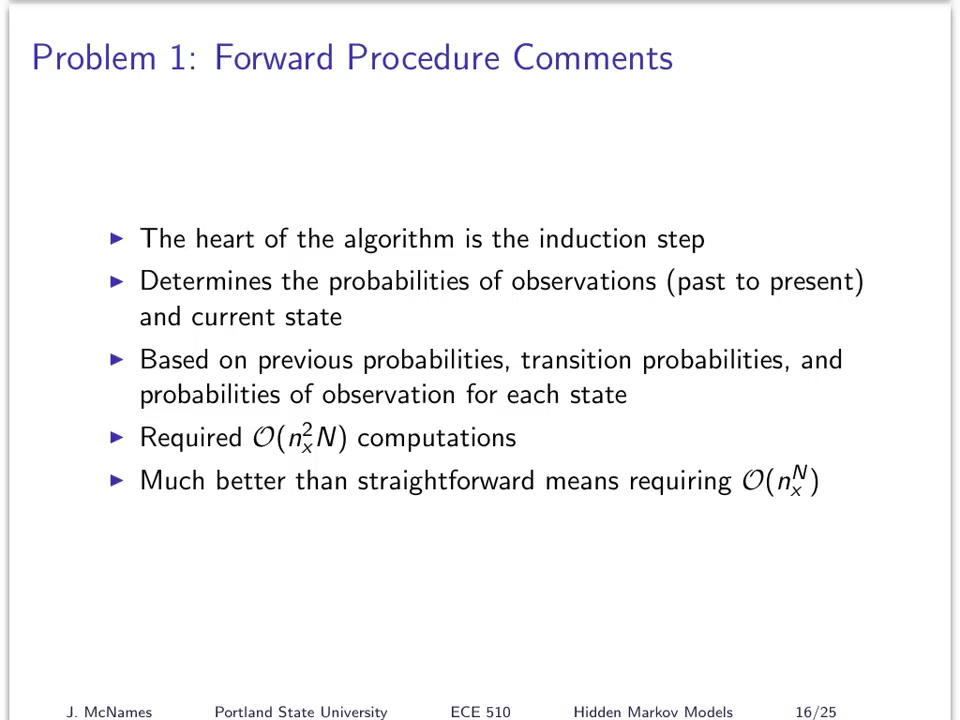 Problem 1: Forward Procedure Comments
▶ The heart of the algorithm is the induction step
▶ Determines the probabilities of observations (past to present)
and current state
▶ Based on previous probabilities, transition probabilities, and
probabilities of observation for each state
▶ Required $\mathcal{O}(n_x^2 N)$ computations
▶ Much better than straightforward means requiring $\mathcal{O}(n_x^N)$
J. McNames Portland State University ECE 510 Hidden Markov Models 16/25